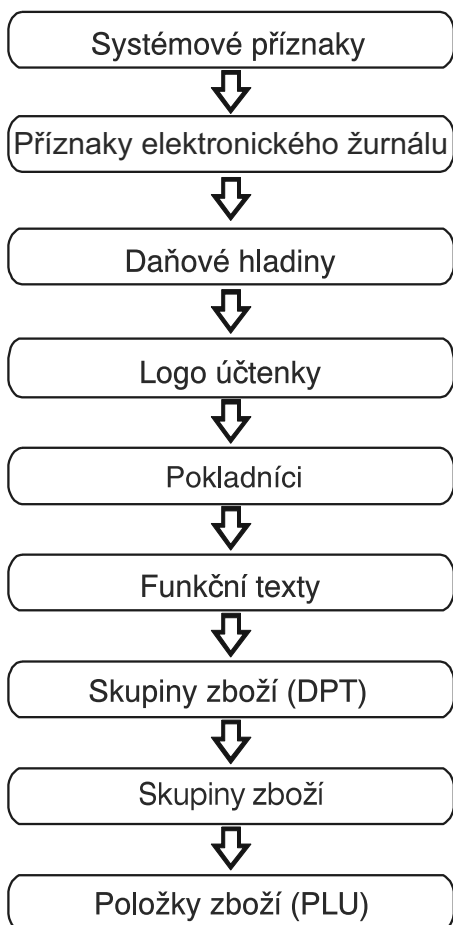 Systémové příznaky
Příznaky elektronického žurnálu
Daňové hladiny
Logo účtenky
Pokladníci
Funkční texty
Skupiny zboží (DPT)
Skupiny zboží
Položky zboží (PLU)